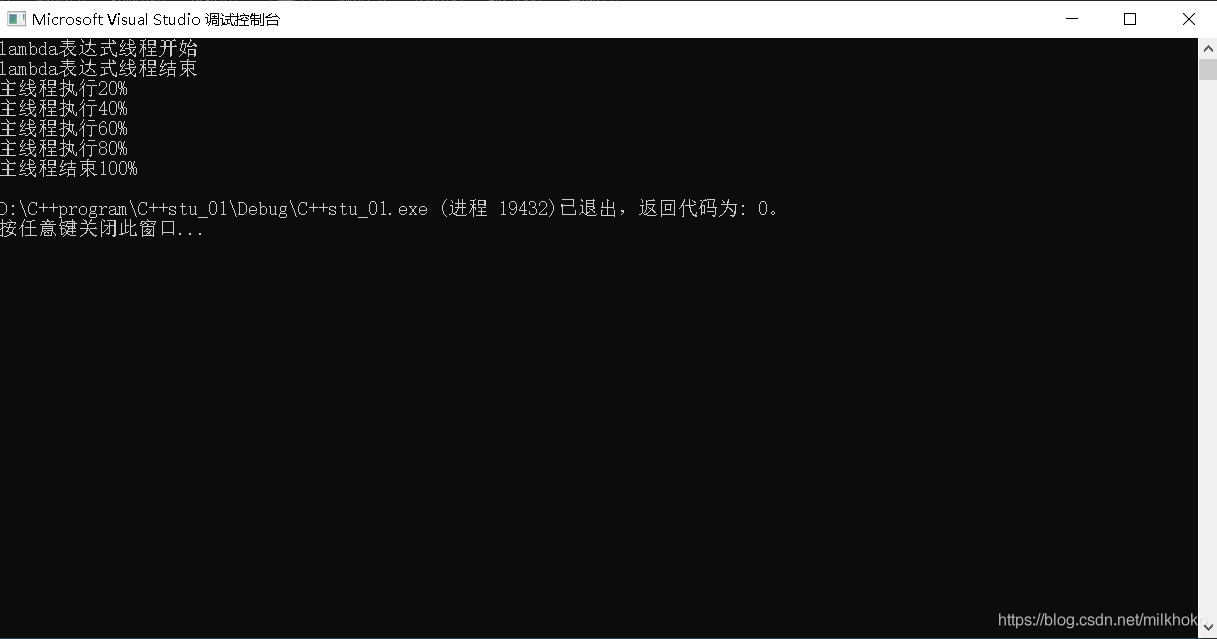 Microsoft Visual Studio 调试控制台
lambda表达式线程开始
lambda表达式线程结束
主线程执行20%
主线程执行40%
主线程执行60%
主线程执行80%
主线程结束100%
D:\C++program\C++stu_01\Debug\C++stu_01.exe (进程 19432)已退出，返回代码为: 0。
按任意键关闭此窗口...
https://blog.csdn.net/milkhoko